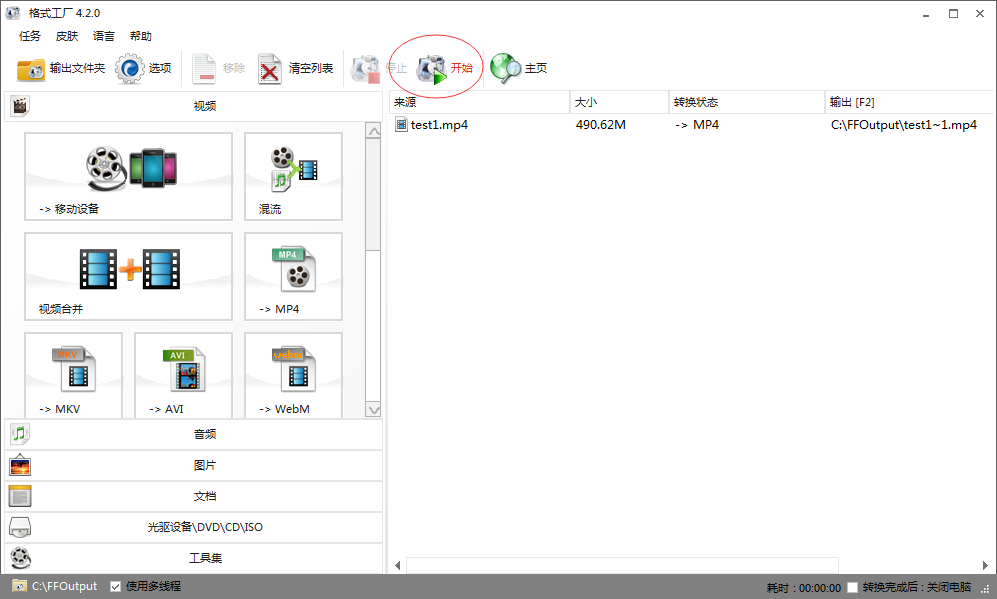 格式工厂 4.2.0
任务 皮肤 语言 帮助
输出文件夹 选项 移除 清空列表 停止 开始 主页
视频
来源 大小 转换状态 输出 [F2]
test1.mp4 490.62M -> MP4 C:\FFOutput\test1~1.mp4
-> 移动设备 混流
MP4
视频合并 -> MP4
MKV AVI webm
-> MKV -> AVI -> WebM
音频
图片
文档
光驱设备\DVD\CD\ISO
工具集
C:\FFOutput 使用多线程 耗时 : 00:00:00 转换完成后 : 关闭电脑